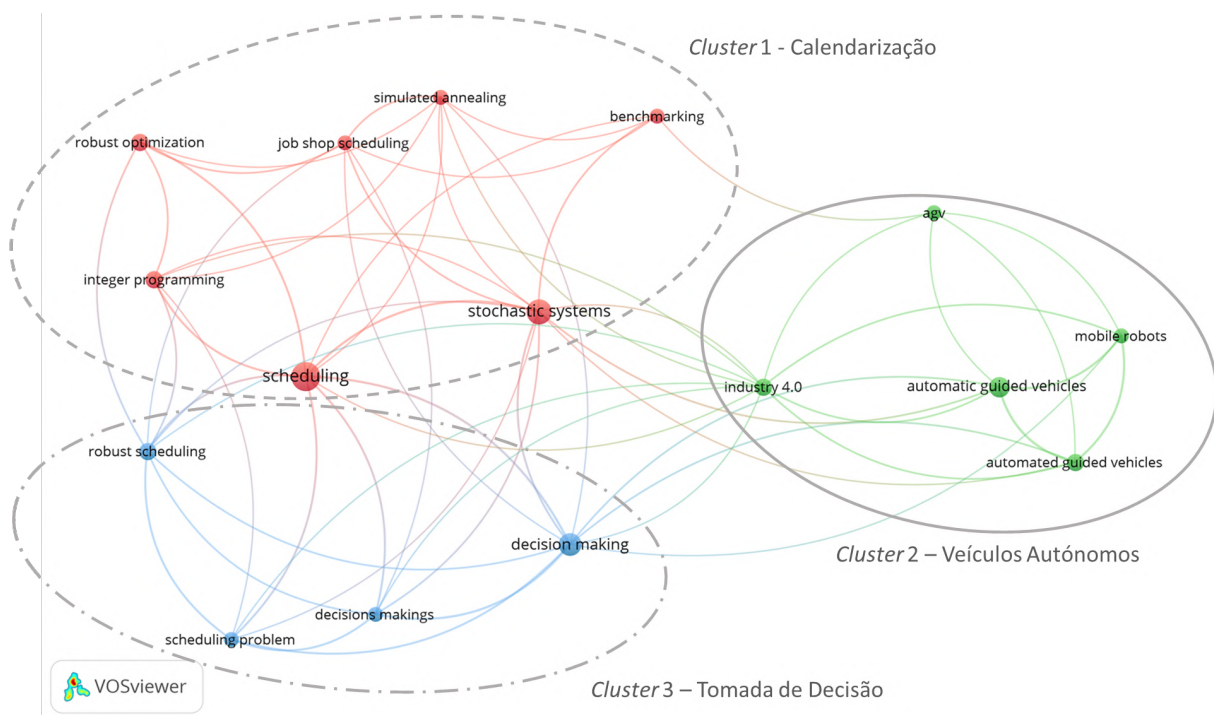 Cluster 1 - Calendarização
simulated annealing
benchmarking
robust optimization
job shop scheduling
agv
integer programming
stochastic systems
mobile robots
scheduling
industry 4.0
automatic guided vehicles
robust scheduling
automated guided vehicles
decision making
Cluster 2 – Veículos Autónomos
decisions makings
scheduling problem
VOSviewer
Cluster 3 – Tomada de Decisão